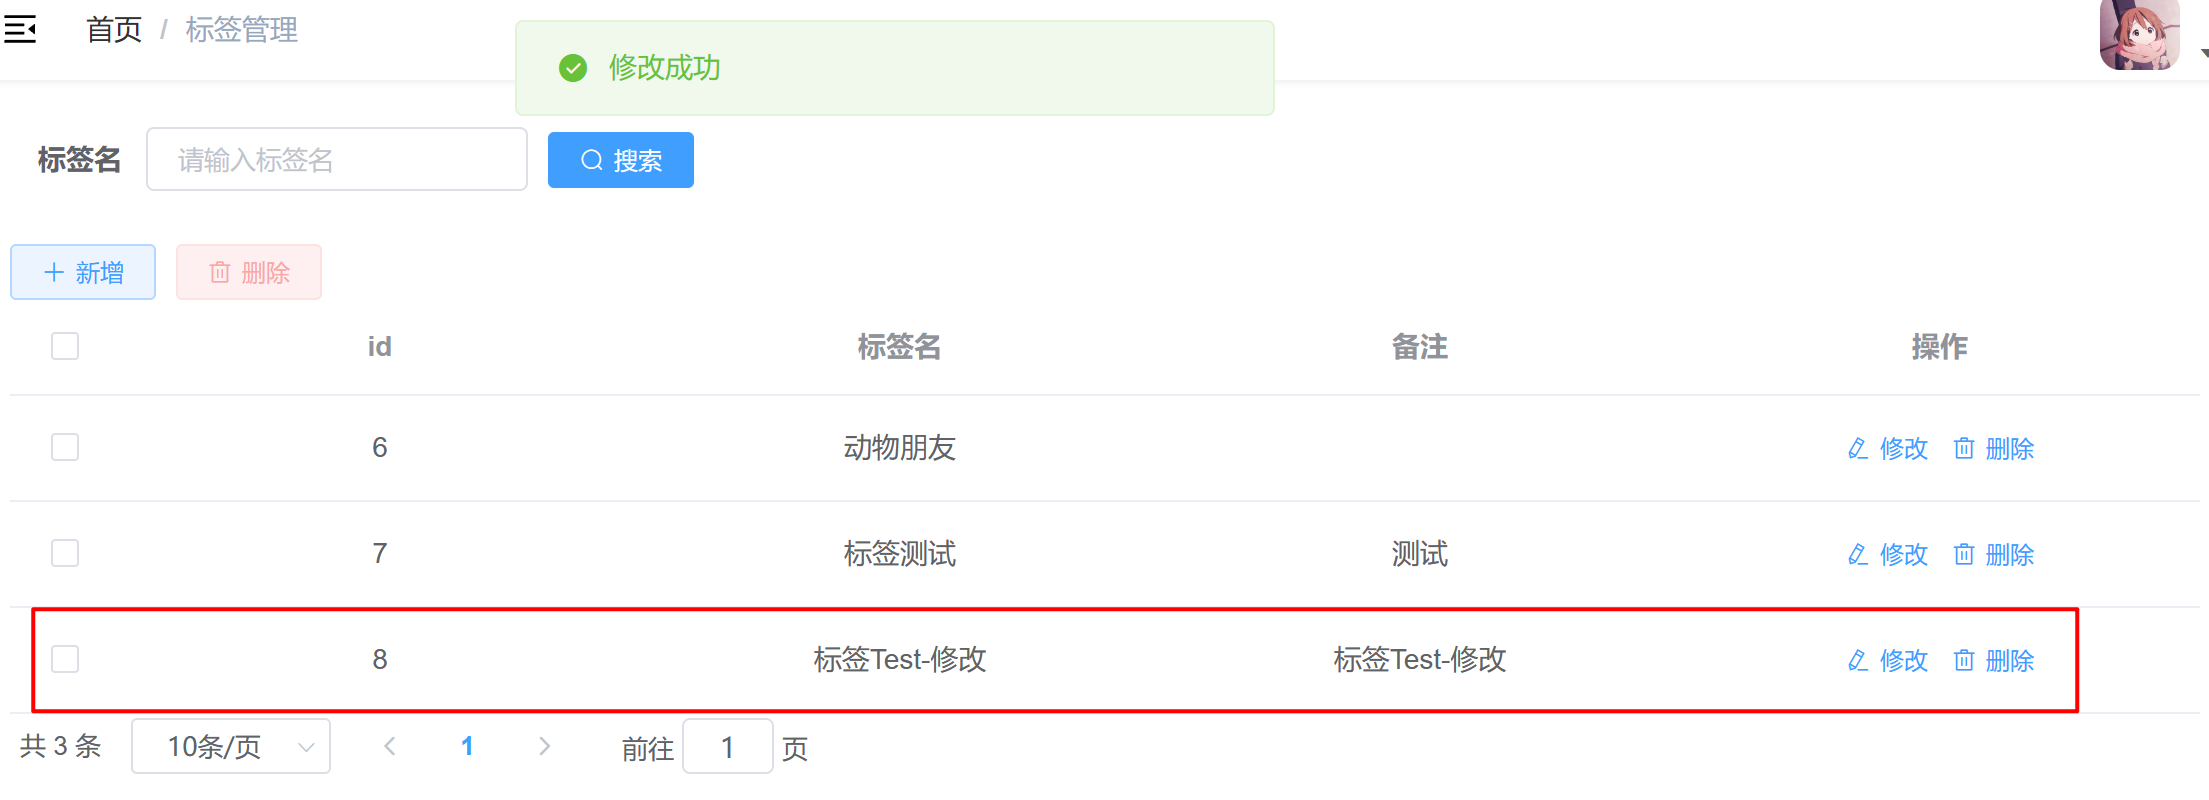 首页 / 标签管理
修改成功
标签名 请输入标签名 搜索
新增 删除
id 标签名 备注 操作
6 动物朋友 修改 删除
7 标签测试 测试 修改 删除
8 标签Test-修改 标签Test-修改 修改 删除
共 3 条 10条/页 1 前往 1 页